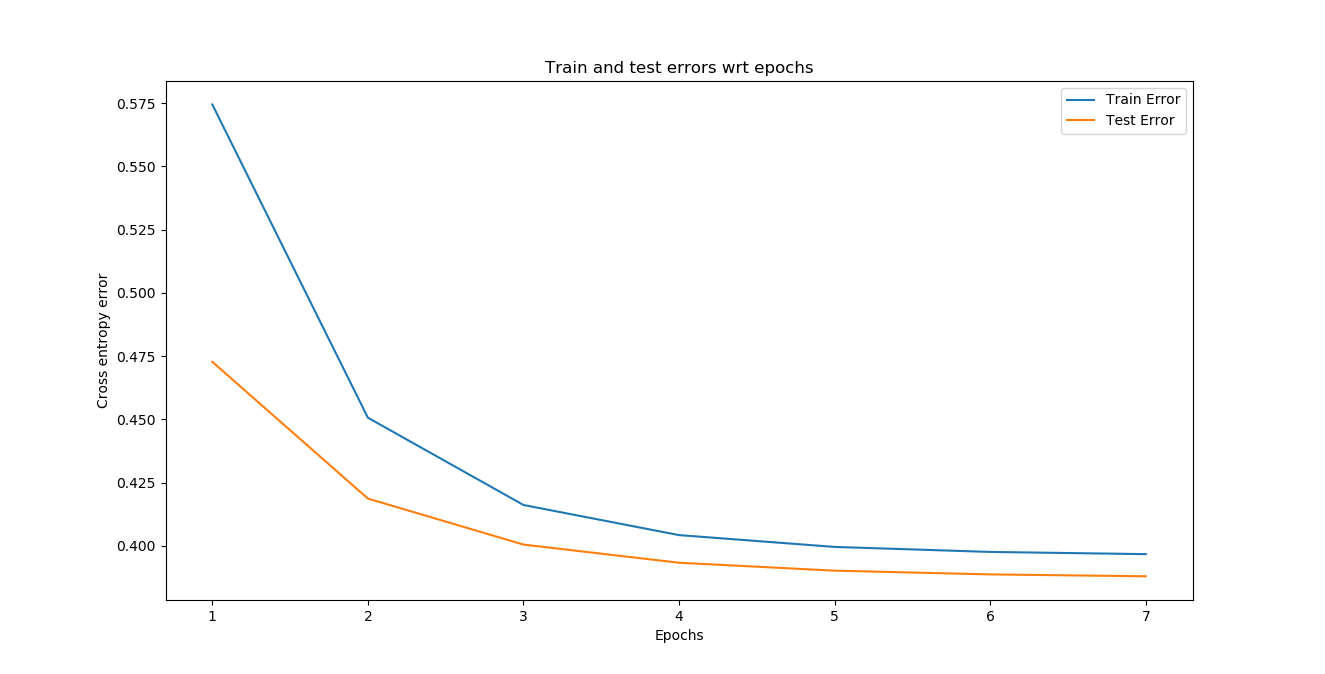 Train and test errors wrt epochs
Train Error
Test Error
Cross entropy error
0.575
0.550
0.525
0.500
0.475
0.450
0.425
0.400
1 2 3 4 5 6 7
Epochs